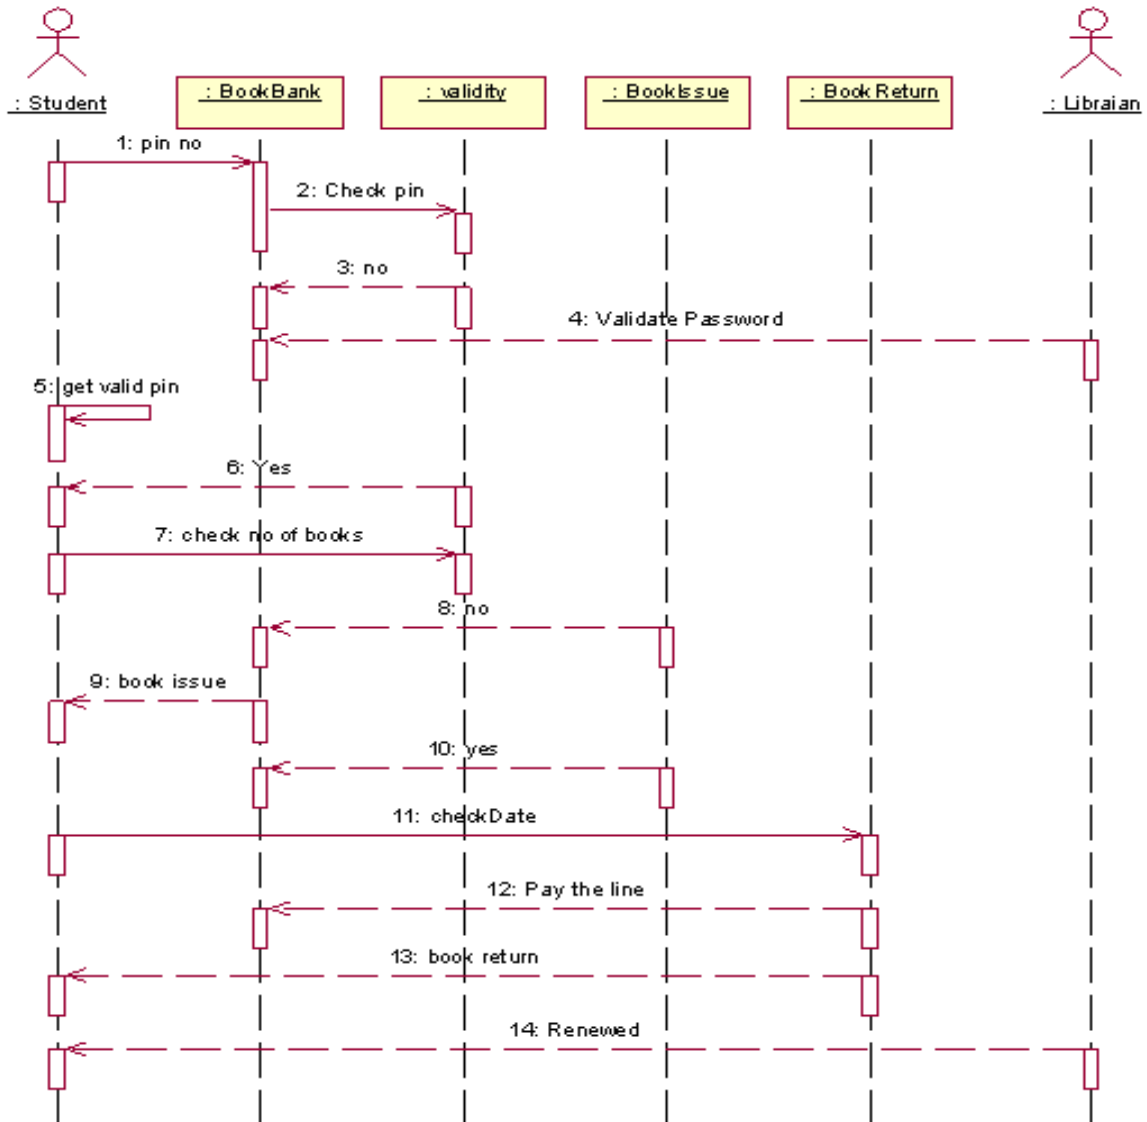 : Student
: BookBank
: validity
: BookIssue
: Book Return
: Libraian
1: pin no
2: Check pin
3: no
4: Validate Password
5: get valid pin
6: Yes
7: check no of books
8: no
9: book issue
10: yes
11: checkDate
12: Pay the line
13: book return
14: Renewed